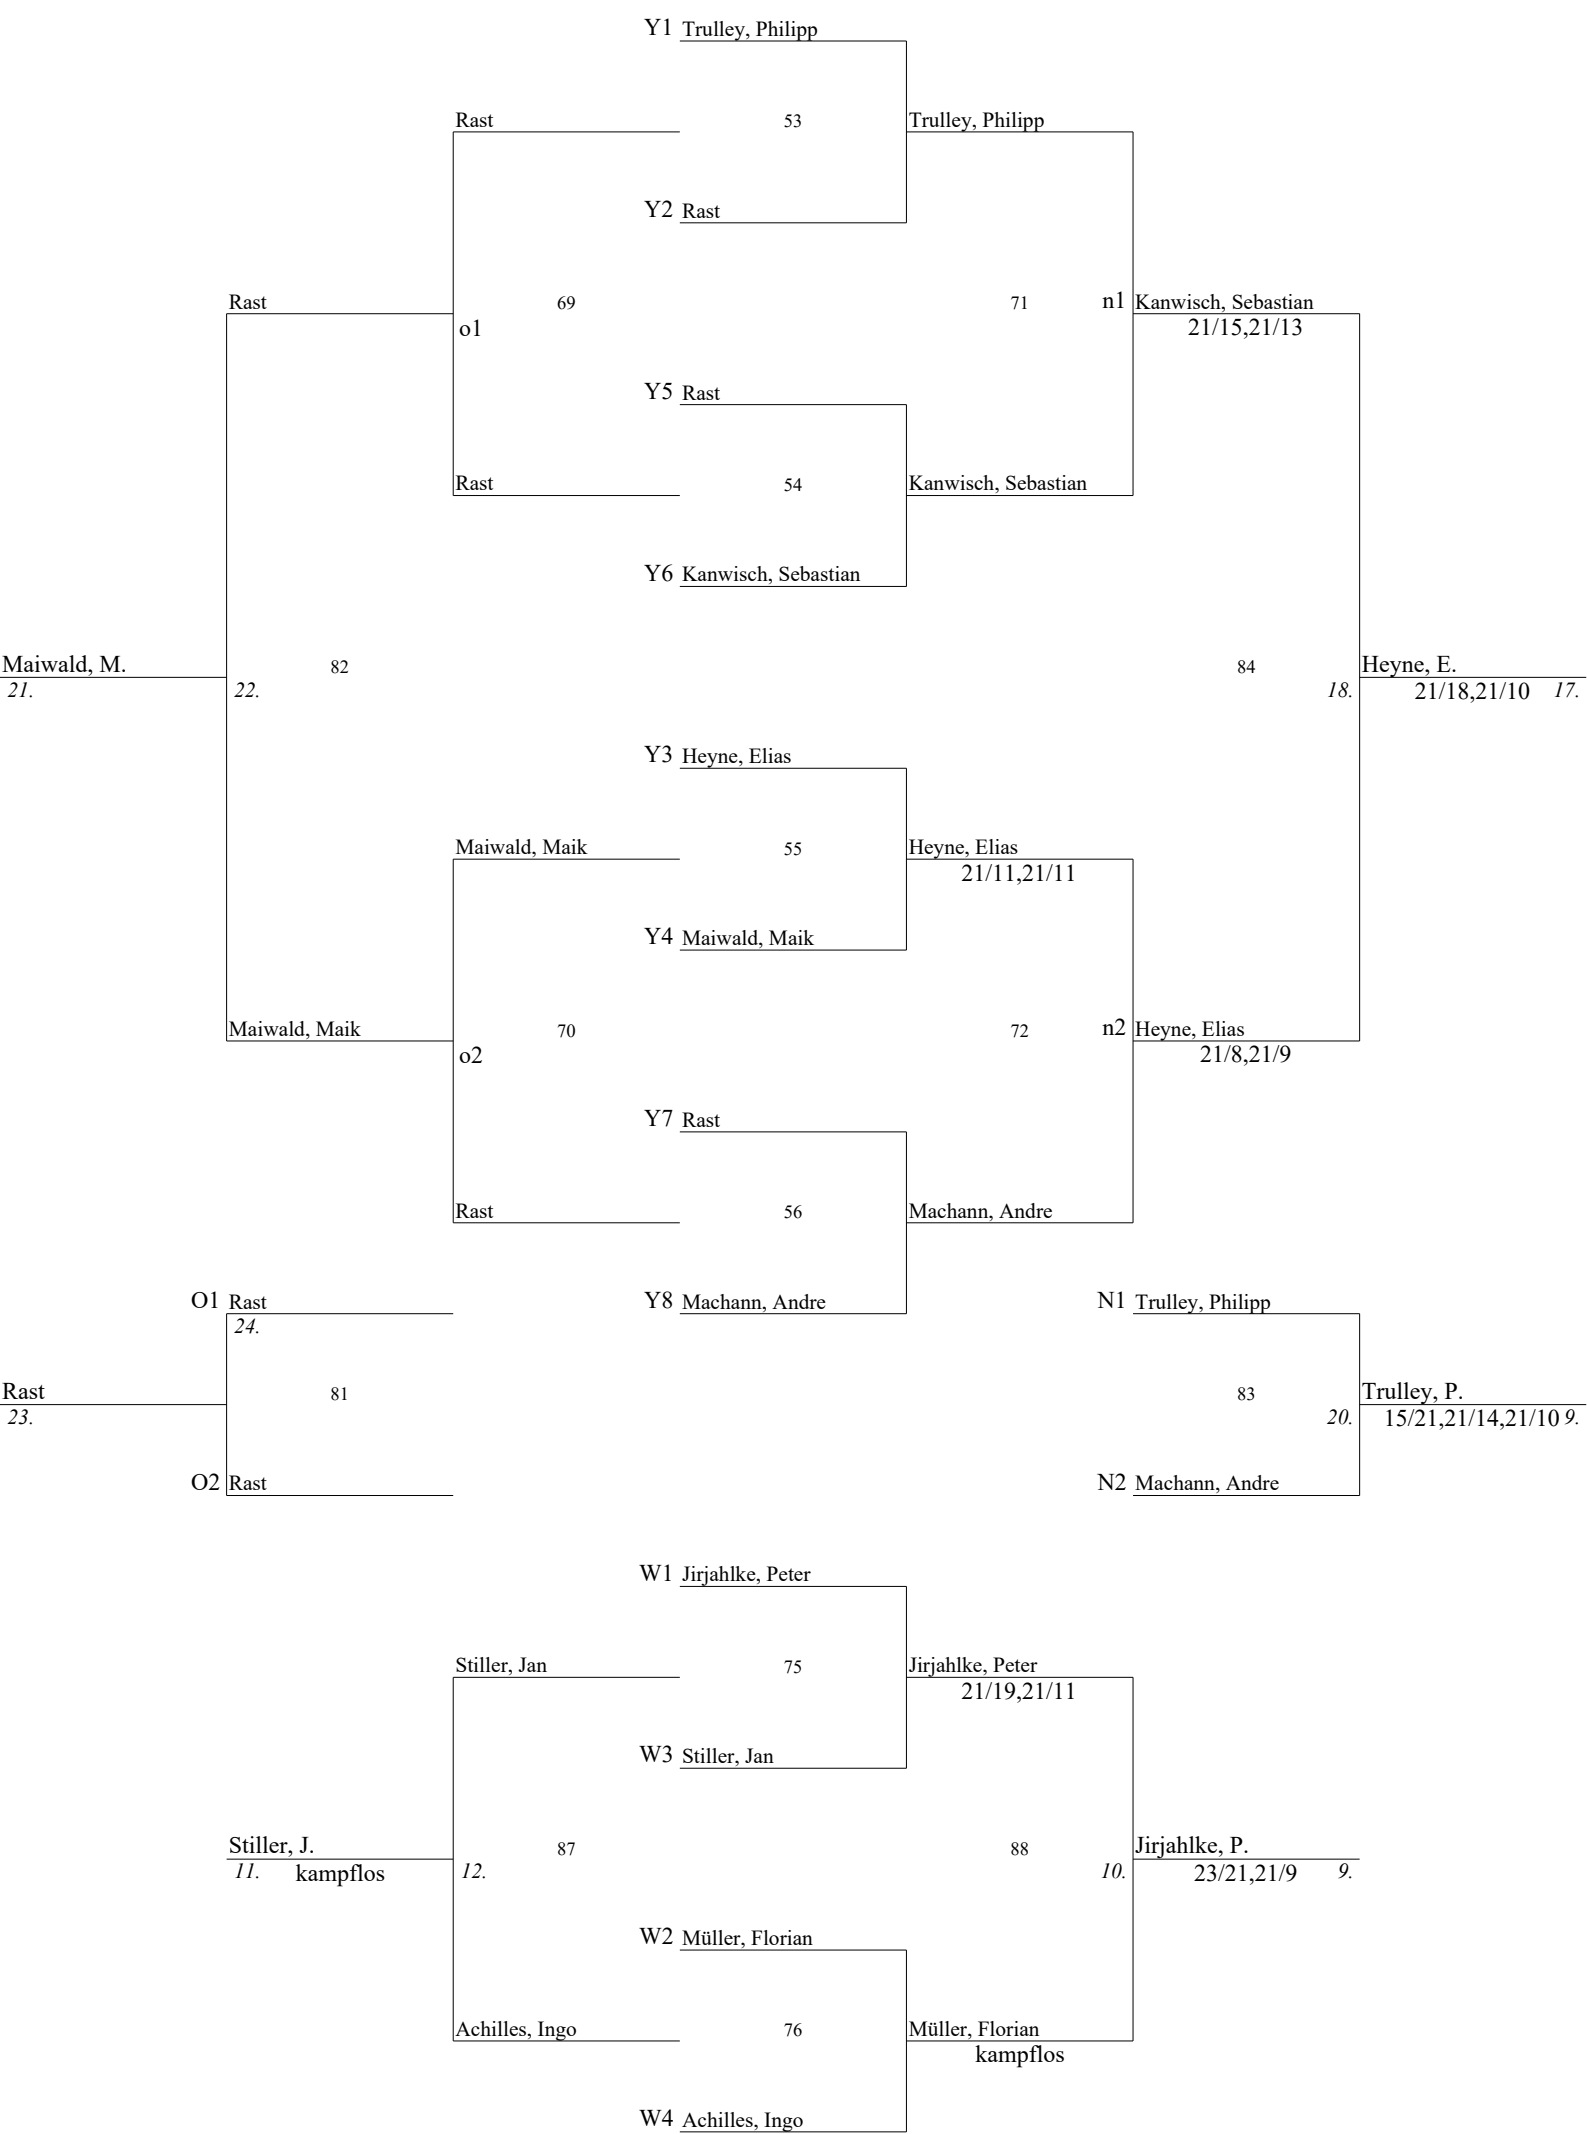 Y1 Trulley, Philipp
Rast 53 Trulley, Philipp
Y2 Rast
Rast 69 71 n1 Kanwisch, Sebastian
o1 21/15,21/13
Y5 Rast
Rast 54 Kanwisch, Sebastian
Y6 Kanwisch, Sebastian
Maiwald, M. 82 84 Heyne, E.
21. 22. 18. 21/18,21/10 17.
Y3 Heyne, Elias
Maiwald, Maik 55 Heyne, Elias
21/11,21/11
Y4 Maiwald, Maik
Maiwald, Maik 70 72 n2 Heyne, Elias
o2 21/8,21/9
Y7 Rast
Rast 56 Machann, Andre
O1 Rast Y8 Machann, Andre N1 Trulley, Philipp
24.
Rast 81 83 Trulley, P.
23. 20. 15/21,21/14,21/10 9.
O2 Rast N2 Machann, Andre
W1 Jirjahlke, Peter
Stiller, Jan 75 Jirjahlke, Peter
21/19,21/11
W3 Stiller, Jan
Stiller, J. 87 88 Jirjahlke, P.
11. kampflos 12. 10. 23/21,21/9 9.
W2 Müller, Florian
Achilles, Ingo 76 Müller, Florian
kampflos
W4 Achilles, Ingo